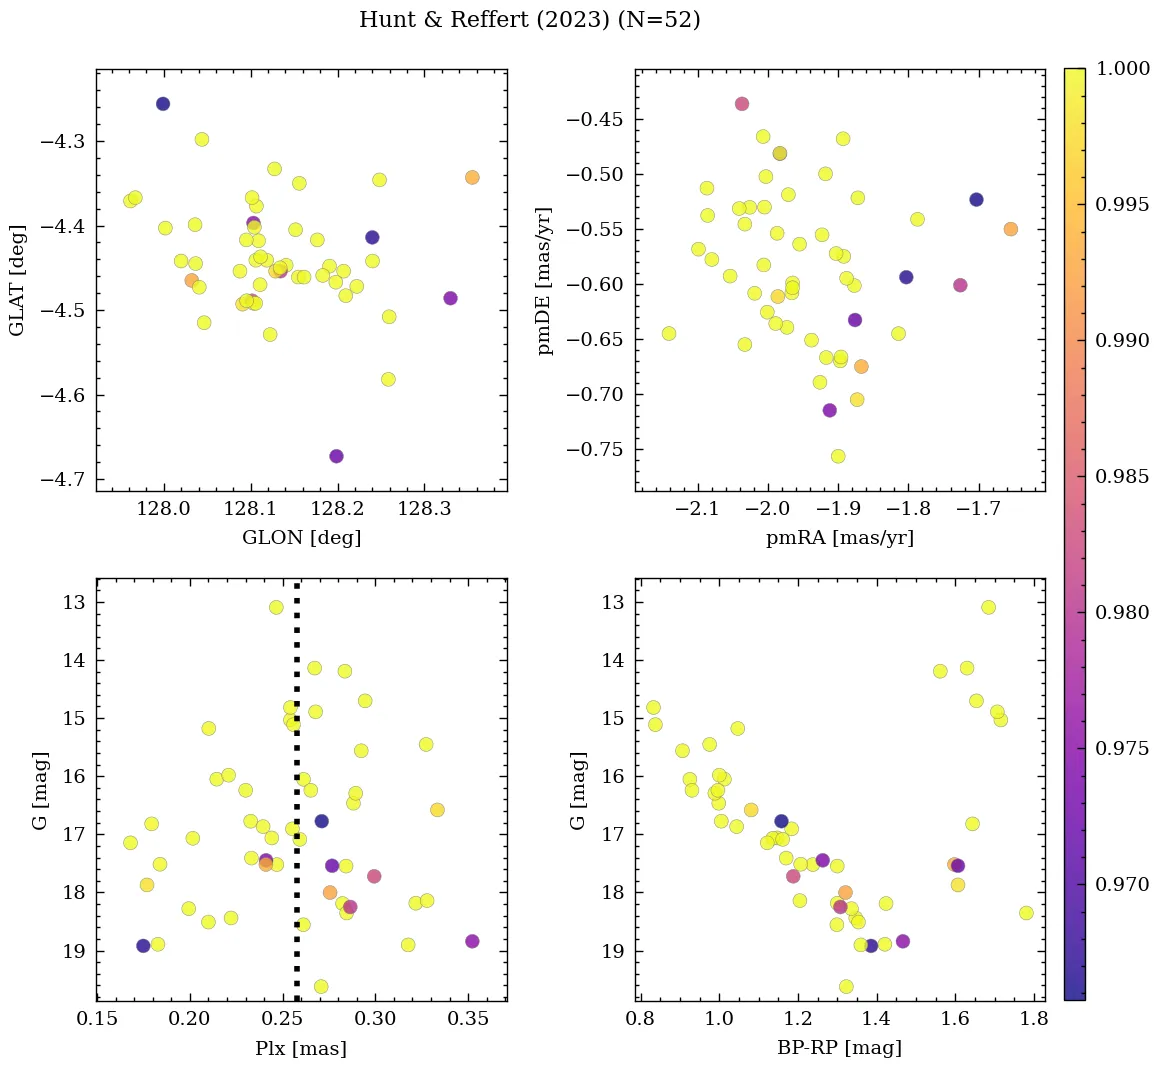 Hunt & Reffert (2023) (N=52)
−4.3
−4.4
−4.5
−4.6
−4.7
GLAT [deg]
128.0 128.1 128.2 128.3
GLON [deg]
−0.45
−0.50
−0.55
−0.60
−0.65
−0.70
−0.75
pmDE [mas/yr]
−2.1 −2.0 −1.9 −1.8 −1.7
pmRA [mas/yr]
13
14
15
16
17
18
19
G [mag]
0.15 0.20 0.25 0.30 0.35
Plx [mas]
13
14
15
16
17
18
19
G [mag]
0.8 1.0 1.2 1.4 1.6 1.8
BP-RP [mag]
1.000
0.995
0.990
0.985
0.980
0.975
0.970